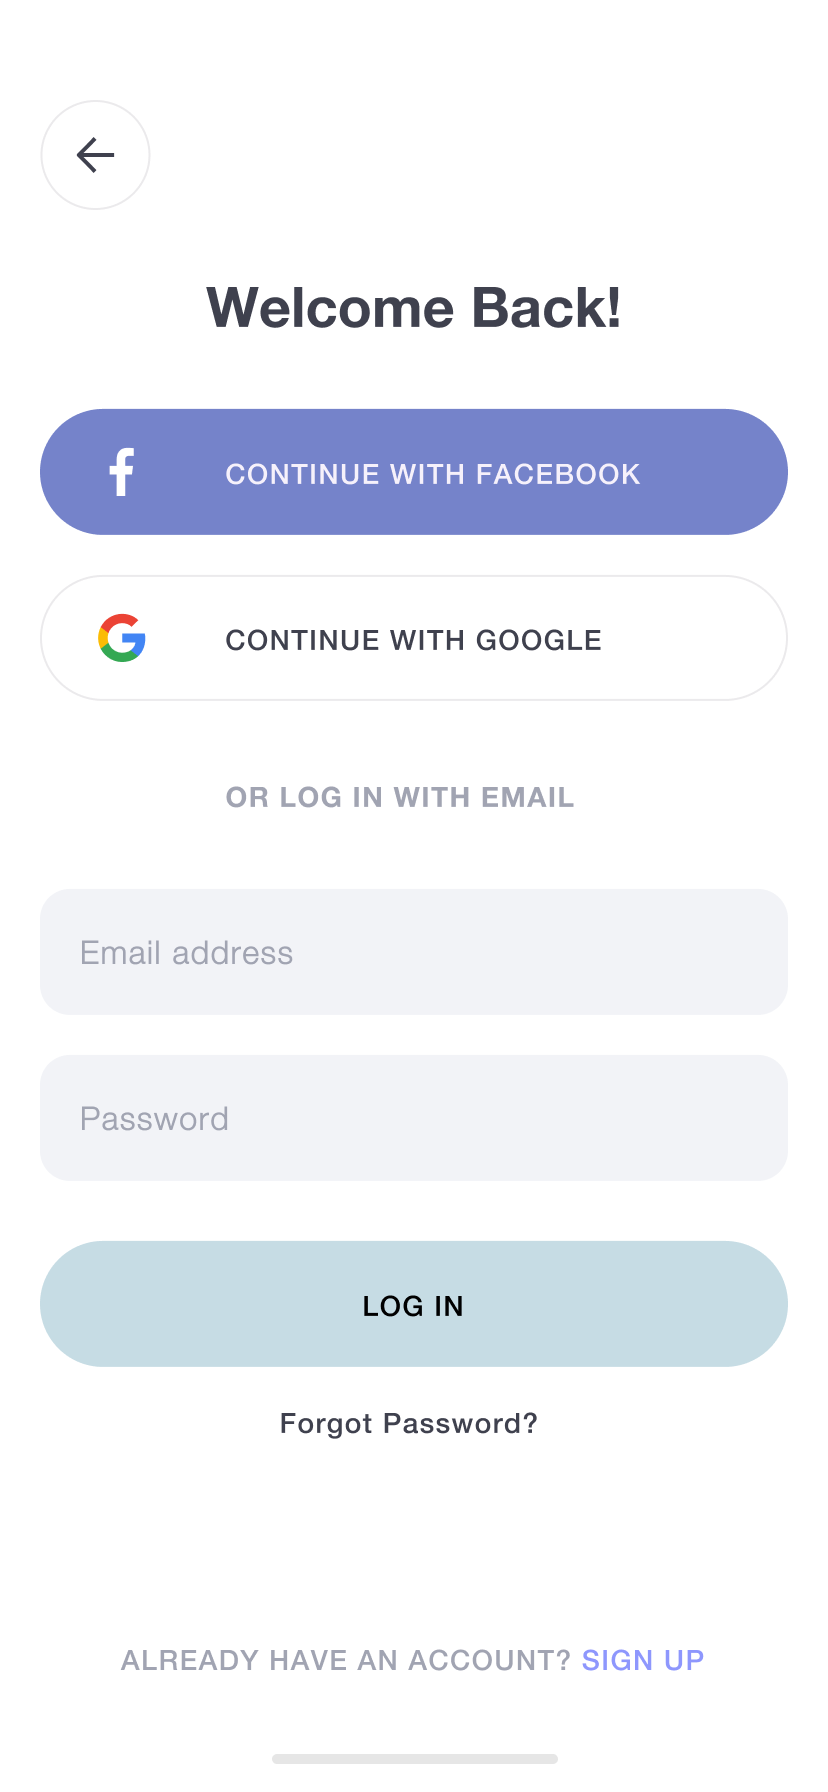 Welcome Back!
CONTINUE WITH FACEBOOK
CONTINUE WITH GOOGLE
OR LOG IN WITH EMAIL
Email address
Password
LOG IN
Forgot Password?
ALREADY HAVE AN ACCOUNT? SIGN UP